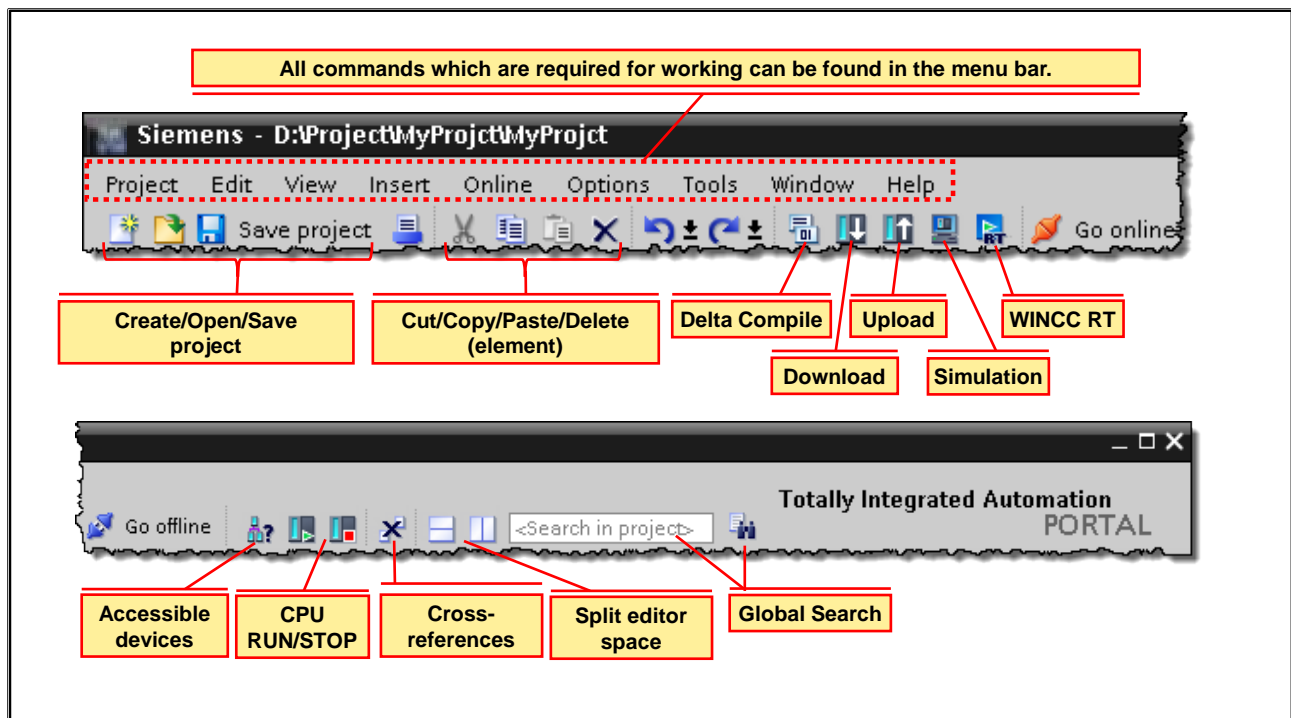 All commands which are required for working can be found in the menu bar.
Siemens - D:\Project\MyProjct\MyProjct
Project Edit View Insert Online Options Tools Window Help
Save project RT Go online
Create/Open/Save
project
Cut/Copy/Paste/Delete
(element)
Delta Compile
Upload
WINCC RT
Download
Simulation
Totally Integrated Automation
PORTAL
Go offline <Search in project>
Accessible
devices
CPU
RUN/STOP
Cross-
references
Split editor
space
Global Search